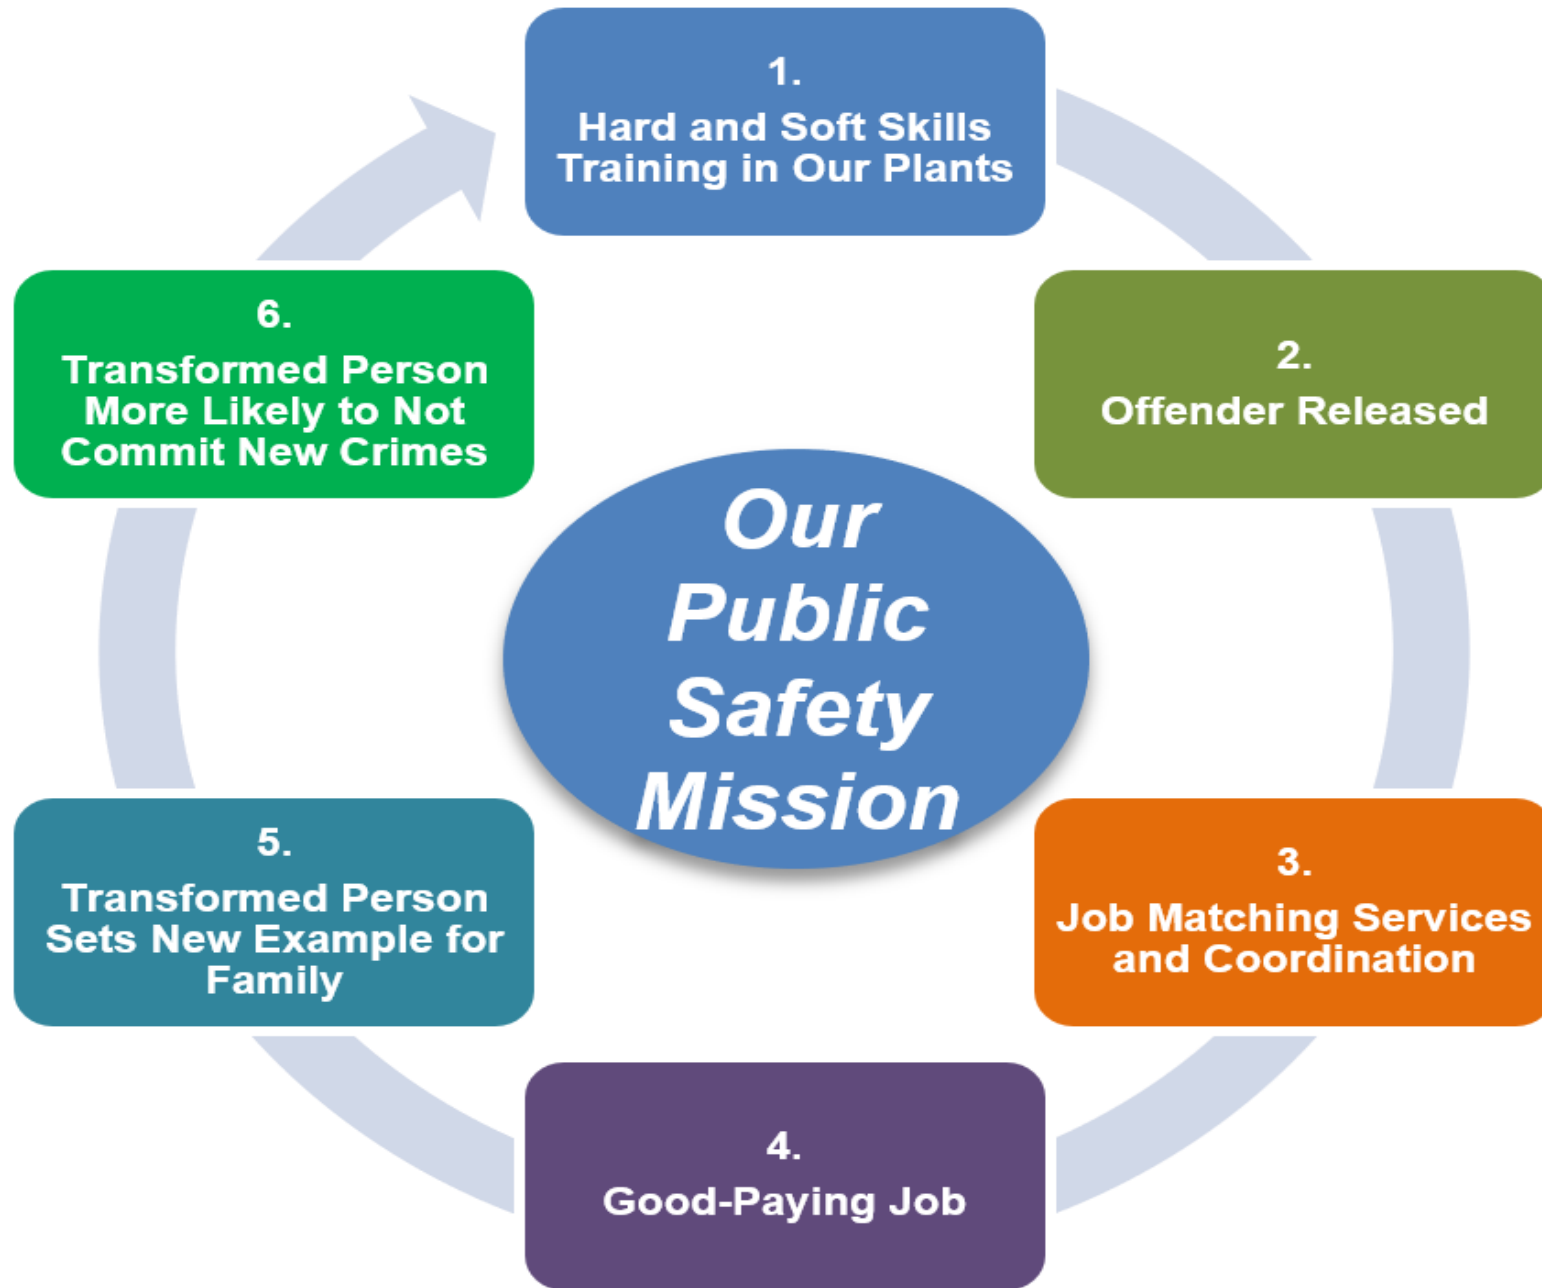 1.
Hard and Soft Skills
Training in Our Plants
2.
Offender Released
3.
Job Matching Services
and Coordination
4.
Good-Paying Job
5.
Transformed Person
Sets New Example for
Family
6.
Transformed Person
More Likely to Not
Commit New Crimes
Our
Public
Safety
Mission